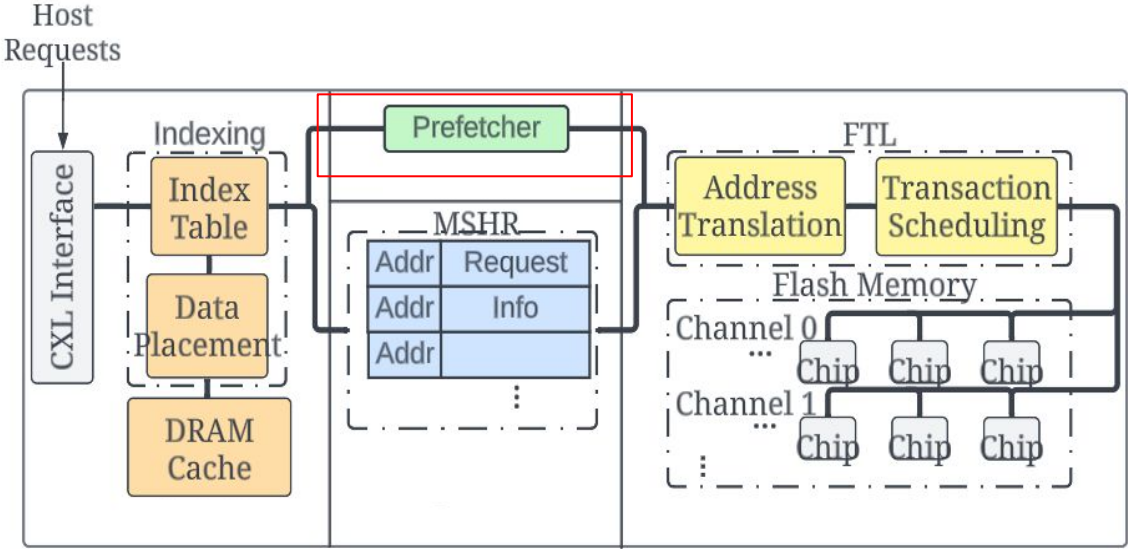 Host
Requests
CXL Interface
Indexing
Index
Table
Data
Placement
DRAM
Cache
Prefetcher
MSHR
Addr Request
Addr Info
Addr
⋮
FTL
Address
Translation
Transaction
Scheduling
Flash Memory
Channel 0
... Chip Chip Chip
Channel 1
... Chip Chip Chip
⋮